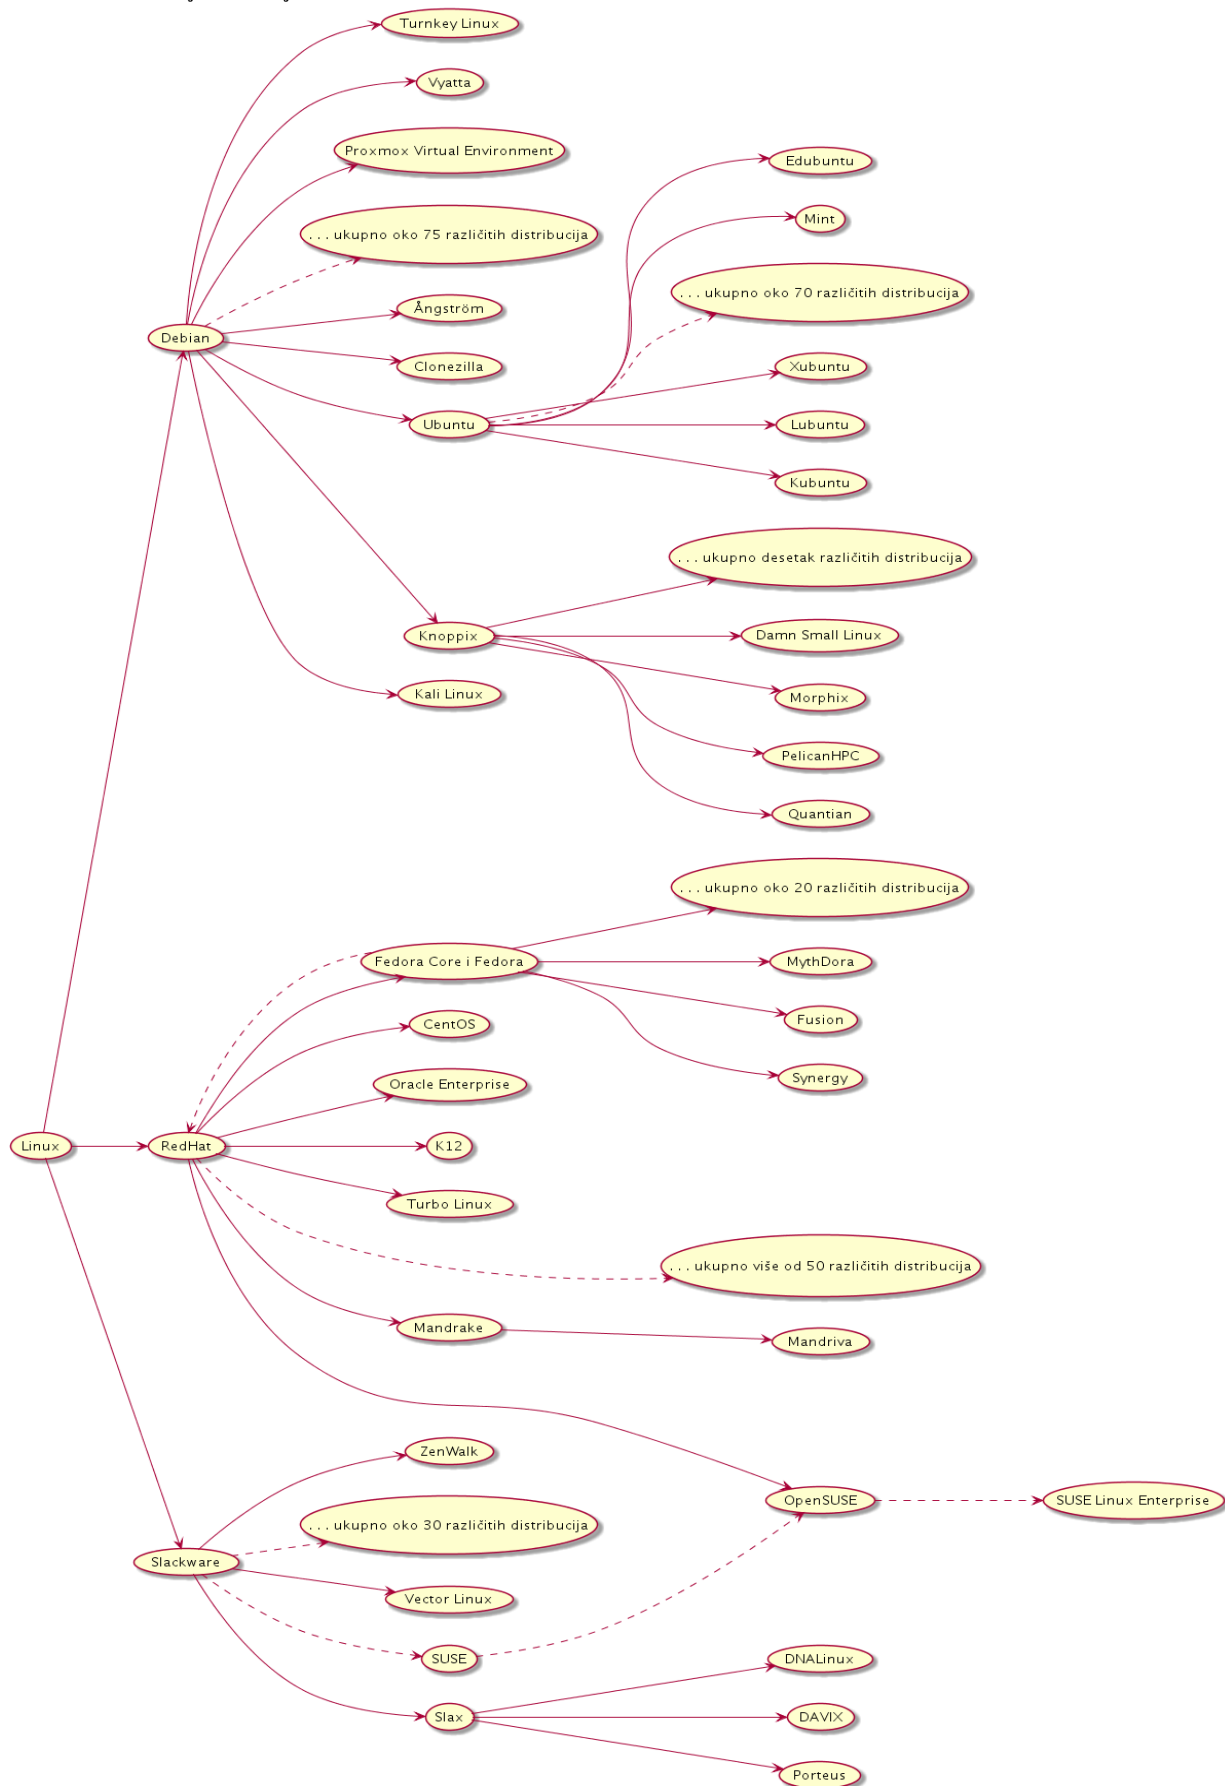 Turnkey Linux
Vyatta
Proxmox Virtual Environment
Edubuntu
Mint
. . . ukupno oko 75 različitih distribucija
. . . ukupno oko 70 različitih distribucija
Ångström
Debian
Clonezilla
Xubuntu
Ubuntu
Lubuntu
Kubuntu
. . . ukupno desetak različitih distribucija
Knoppix
Damn Small Linux
Kali Linux
Morphix
PelicanHPC
Quantian
. . . ukupno oko 20 različitih distribucija
Fedora Core i Fedora
MythDora
CentOS
Fusion
Oracle Enterprise
Synergy
Linux
RedHat
K12
Turbo Linux
. . . ukupno više od 50 različitih distribucija
Mandrake
Mandriva
ZenWalk
OpenSUSE
SUSE Linux Enterprise
. . . ukupno oko 30 različitih distribucija
Slackware
Vector Linux
SUSE
DNALinux
Slax
DAVIX
Porteus